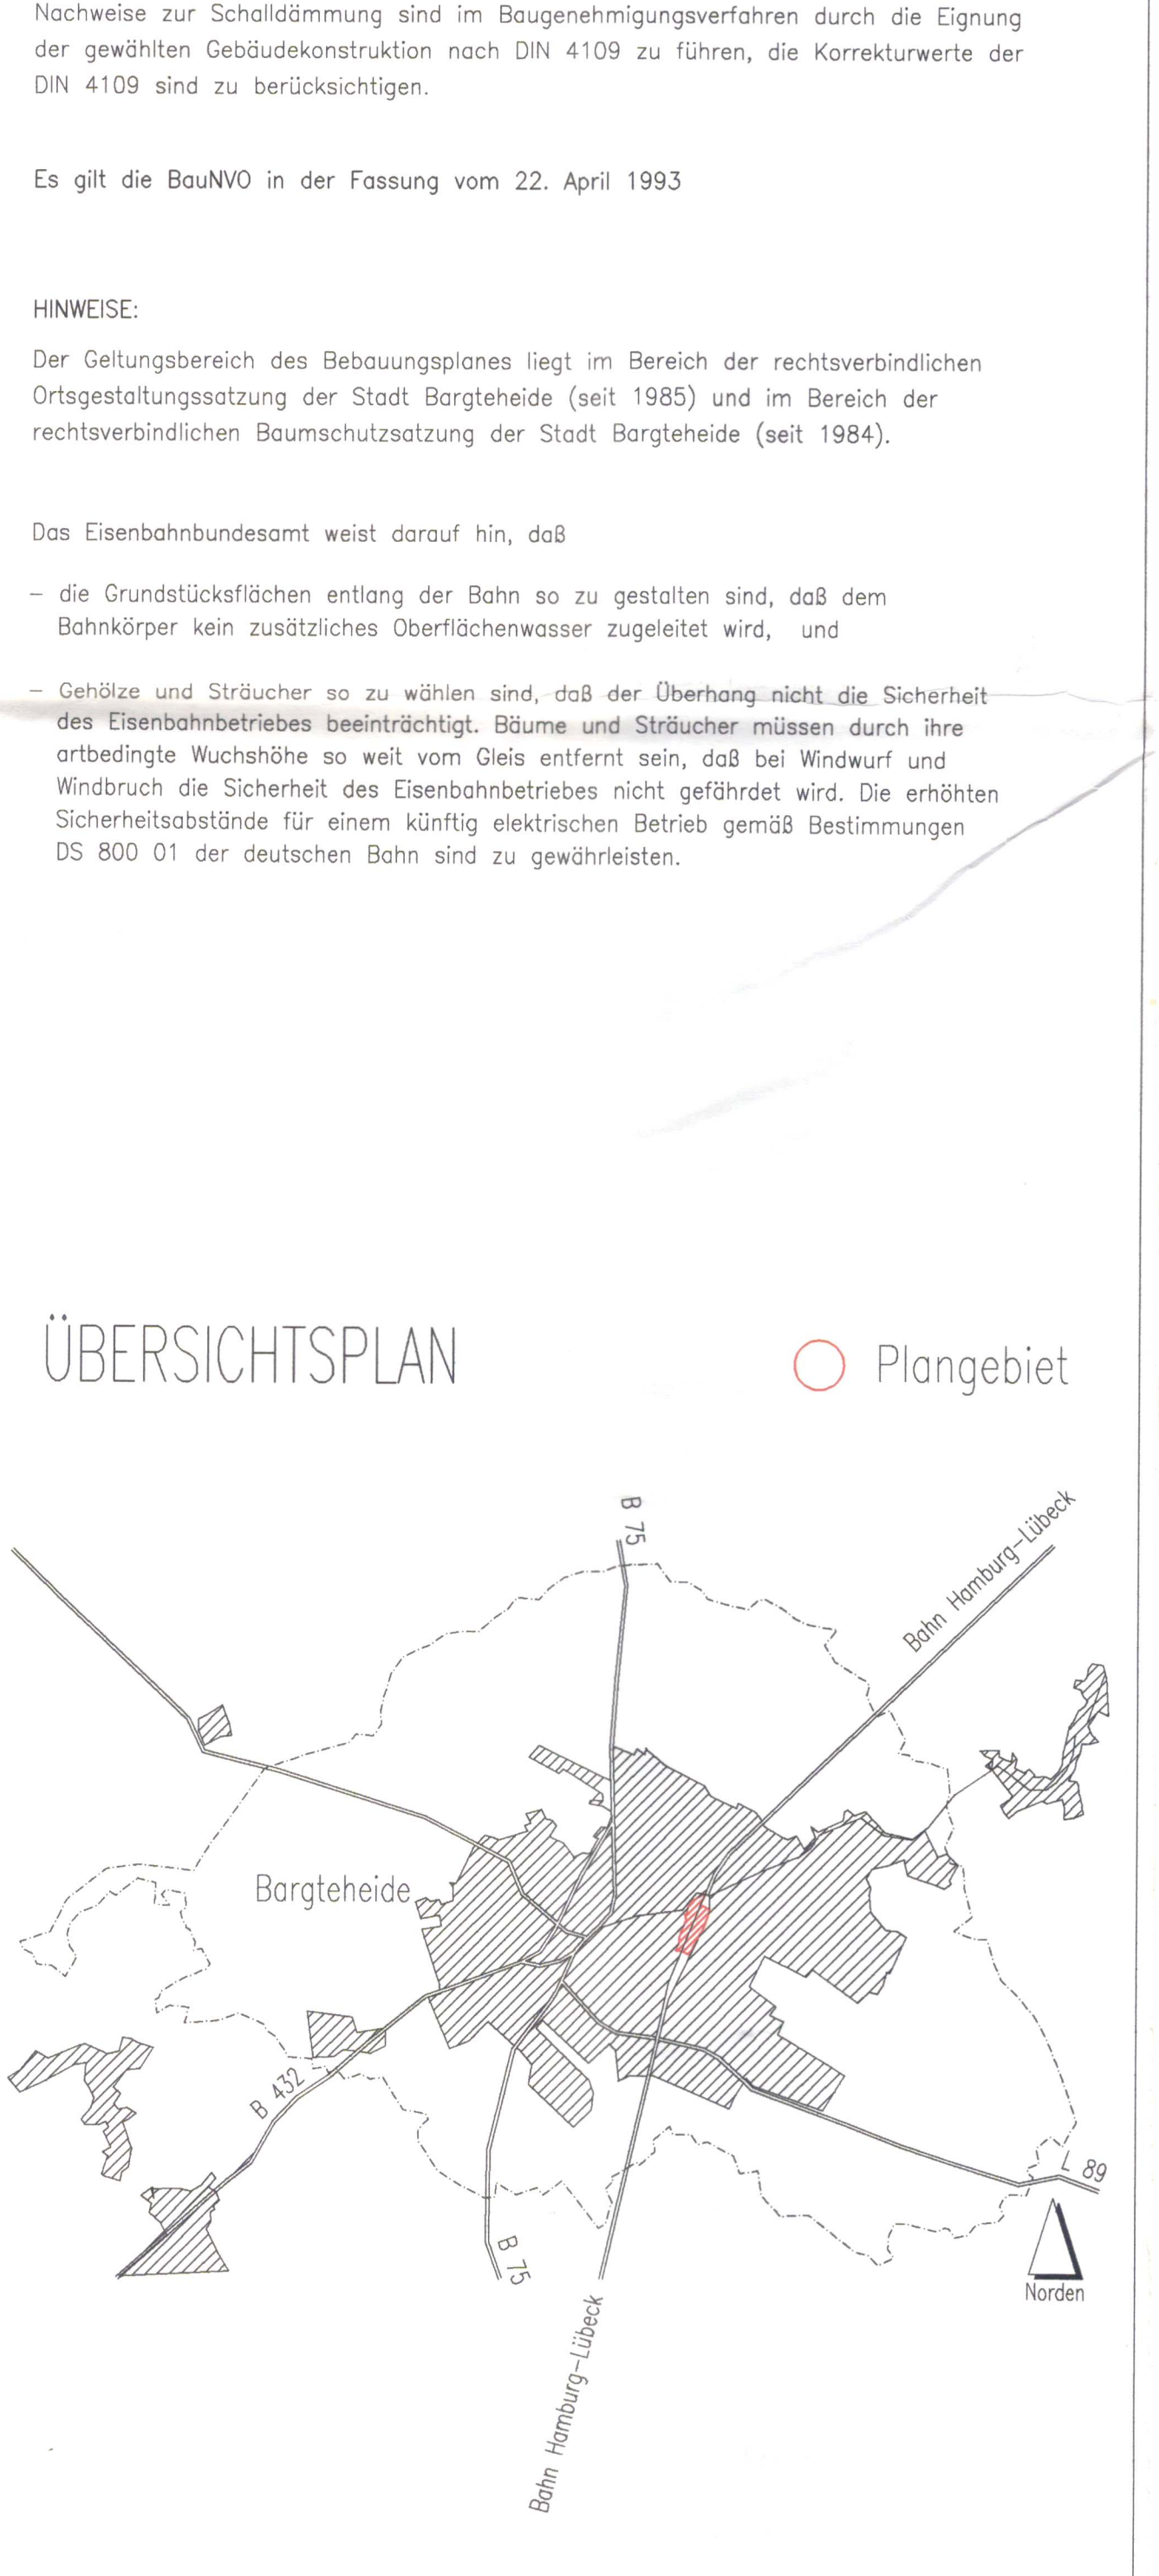 Nachweise zur Schalldämmung sind im Baugenehmigungsverfahren durch die Eignung
der gewählten Gebäudekonstruktion nach DIN 4109 zu führen, die Korrekturwerte der
DIN 4109 sind zu berücksichtigen.
Es gilt die BauNVO in der Fassung vom 22. April 1993
HINWEISE:
Der Geltungsbereich des Bebauungsplanes liegt im Bereich der rechtsverbindlichen
Ortsgestaltungssatzung der Stadt Bargteheide (seit 1985) und im Bereich der
rechtsverbindlichen Baumschutzsatzung der Stadt Bargteheide (seit 1984).
Das Eisenbahnbundesamt weist darauf hin, daß
– die Grundstücksflächen entlang der Bahn so zu gestalten sind, daß dem
Bahnkörper kein zusätzliches Oberflächenwasser zugeleitet wird, und
– Gehölze und Sträucher so zu wählen sind, daß der Überhang nicht die Sicherheit
des Eisenbahnbetriebes beeinträchtigt. Bäume und Sträucher müssen durch ihre
artbedingte Wuchshöhe so weit vom Gleis entfernt sein, daß bei Windwurf und
Windbruch die Sicherheit des Eisenbahnbetriebes nicht gefährdet wird. Die erhöhten
Sicherheitsabstände für einem künftig elektrischen Betrieb gemäß Bestimmungen
DS 800 01 der deutschen Bahn sind zu gewährleisten.
ÜBERSICHTSPLAN
Plangebiet
B 75
Bahn Hamburg–Lübeck
Bargteheide
B 432
L 89
B 75
Norden
Bahn Hamburg–Lübeck